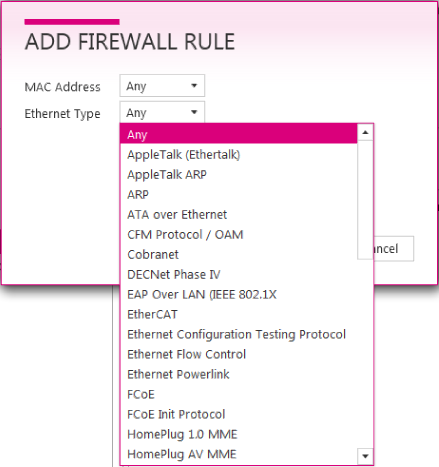 ADD FIREWALL RULE
MAC Address Any
Ethernet Type Any
Any
AppleTalk (Ethertalk)
AppleTalk ARP
ARP
ATA over Ethernet
CFM Protocol / OAM
Cobranet
DECNet Phase IV
EAP Over LAN (IEEE 802.1X
EtherCAT
Ethernet Configuration Testing Protocol
Ethernet Flow Control
Ethernet Powerlink
FCoE
FCoE Init Protocol
HomePlug 1.0 MME
HomePlug AV MME
ncel